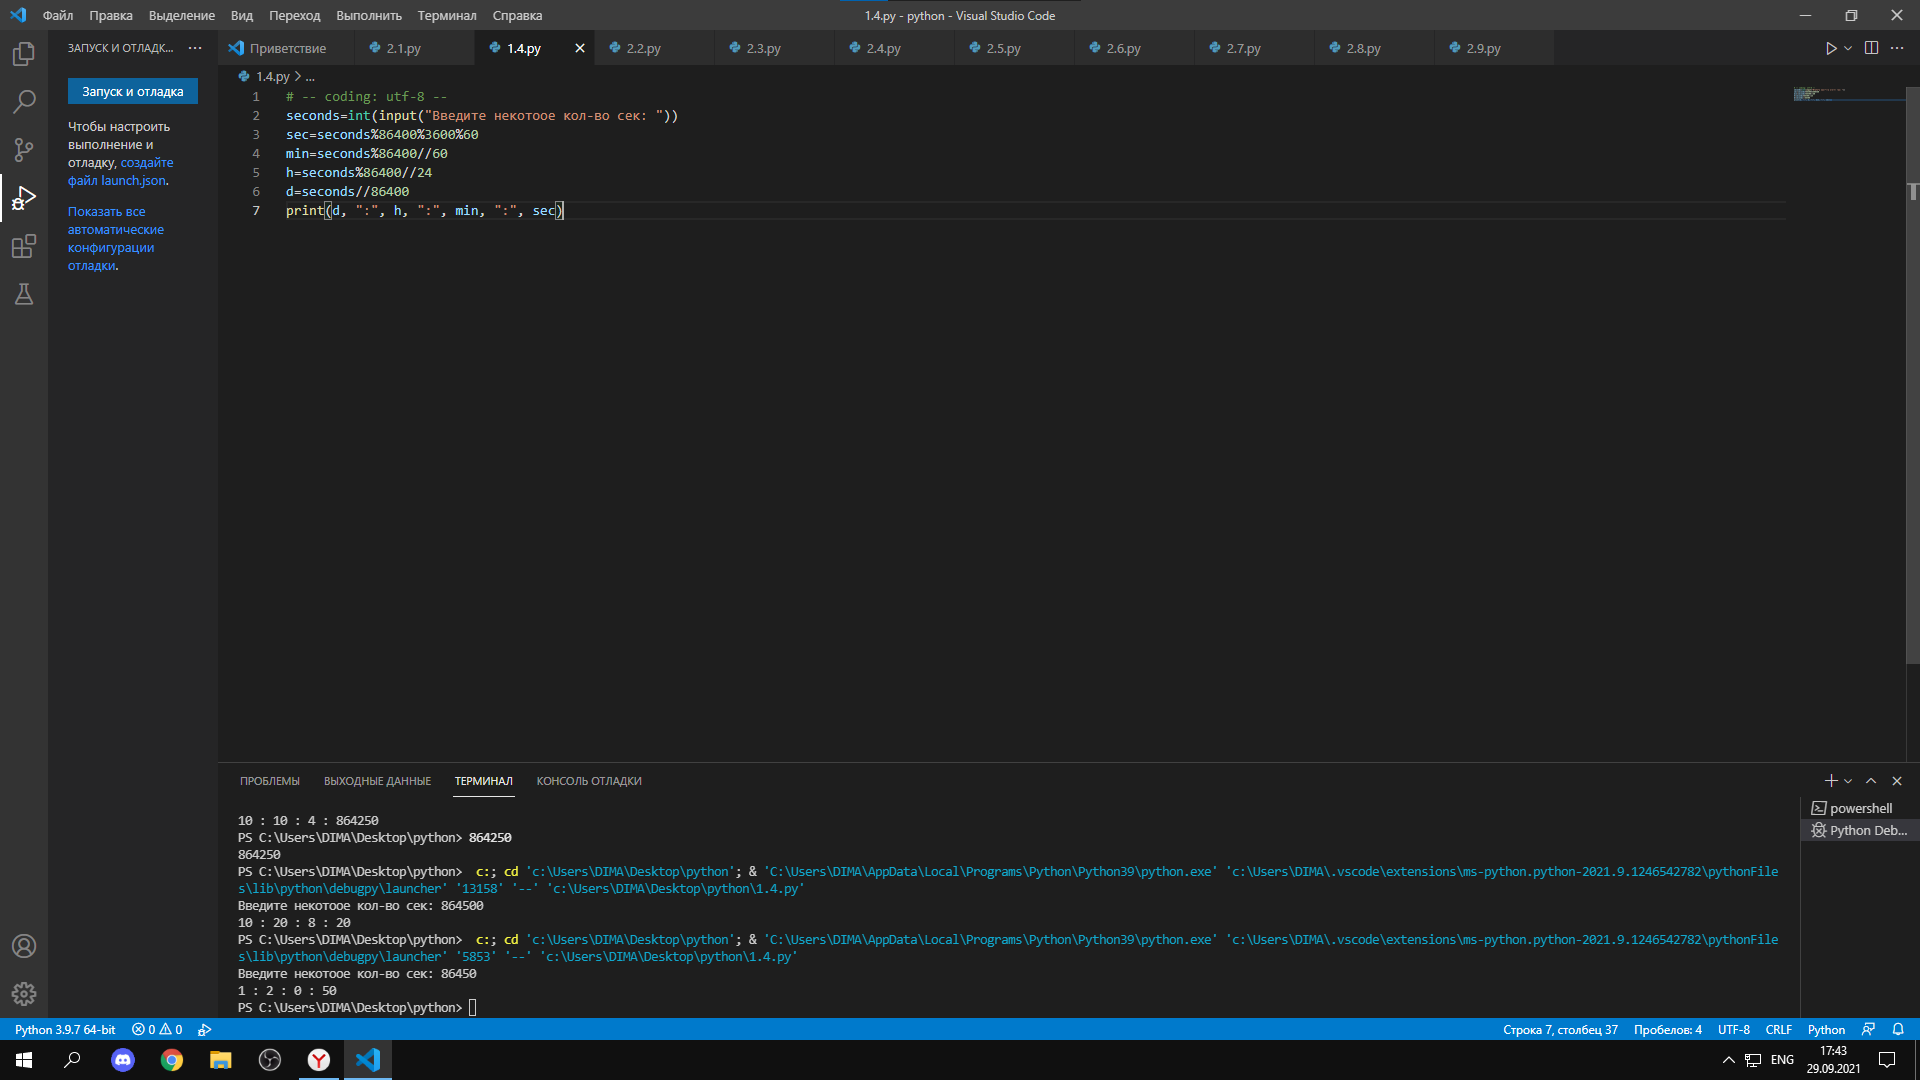 Файл Правка Выделение Вид Переход Выполнить Терминал Справка
1.4.py - python - Visual Studio Code
ЗАПУСК И ОТЛАДК...
Приветствие 2.1.py 1.4.py 2.2.py 2.3.py 2.4.py 2.5.py 2.6.py 2.7.py 2.8.py 2.9.py
1.4.py > ...
Запуск и отладка
Чтобы настроить
выполнение и
отладку, создайте
файл launch.json.
Показать все
автоматические
конфигурации
отладки.
1 # -- coding: utf-8 --
2 seconds=int(input("Введите некотоое кол-во сек: "))
3 sec=seconds%86400%3600%60
4 min=seconds%86400//60
5 h=seconds%86400//24
6 d=seconds//86400
7 print(d, ":", h, ":", min, ":", sec)
ПРОБЛЕМЫ ВЫХОДНЫЕ ДАННЫЕ ТЕРМИНАЛ КОНСОЛЬ ОТЛАДКИ
10 : 10 : 4 : 864250
PS C:\Users\DIMA\Desktop\python> 864250
864250
PS C:\Users\DIMA\Desktop\python>  c:; cd 'c:\Users\DIMA\Desktop\python'; & 'C:\Users\DIMA\AppData\Local\Programs\Python\Python39\python.exe' 'c:\Users\DIMA\.vscode\extensions\ms-python.python-2021.9.1246542782\pythonFile
s\lib\python\debugpy\launcher' '13158' '--' 'c:\Users\DIMA\Desktop\python\1.4.py'
Введите некотоое кол-во сек: 864500
10 : 20 : 8 : 20
PS C:\Users\DIMA\Desktop\python>  c:; cd 'c:\Users\DIMA\Desktop\python'; & 'C:\Users\DIMA\AppData\Local\Programs\Python\Python39\python.exe' 'c:\Users\DIMA\.vscode\extensions\ms-python.python-2021.9.1246542782\pythonFile
s\lib\python\debugpy\launcher' '5853' '--' 'c:\Users\DIMA\Desktop\python\1.4.py'
Введите некотоое кол-во сек: 86450
1 : 2 : 0 : 50
PS C:\Users\DIMA\Desktop\python>
powershell
Python Deb...
Python 3.9.7 64-bit 0 0
Строка 7, столбец 37 Пробелов: 4 UTF-8 CRLF Python
ENG
17:43
29.09.2021